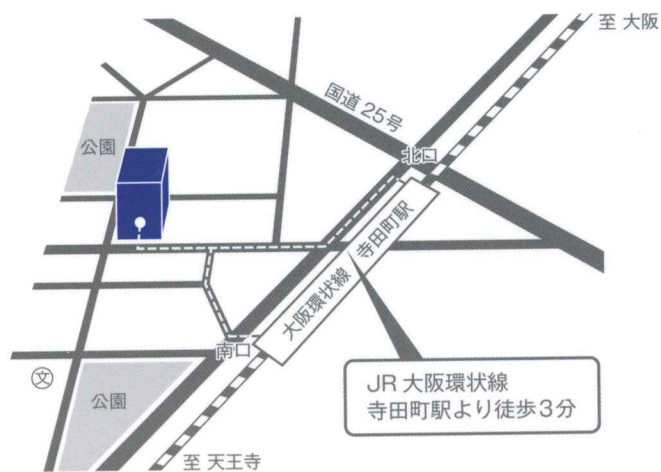 至 大阪
国道25号
北口
公園
大阪環状線 寺田町駅
南口
文
公園
JR 大阪環状線
寺田町駅より徒歩3分
至 天王寺